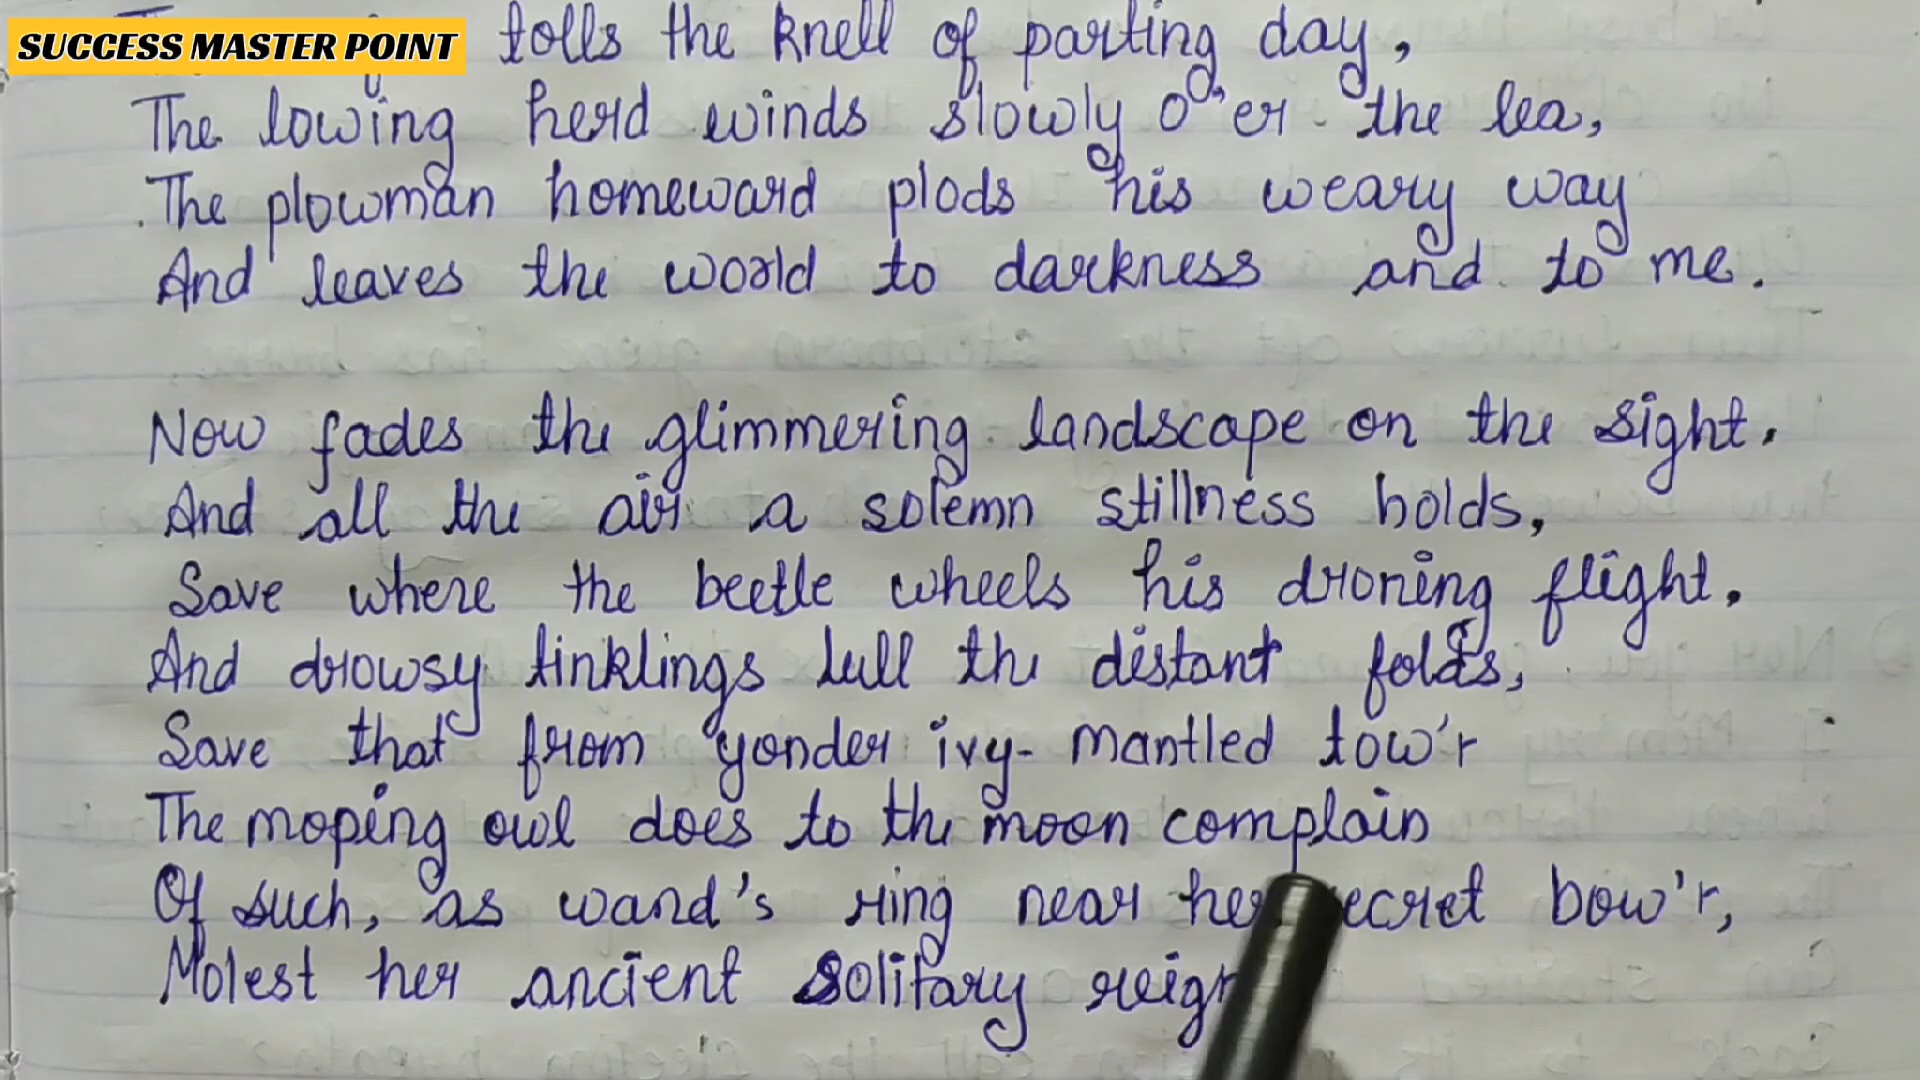 SUCCESS MASTER POINT
tolls the knell of parting day,
The lowing herd winds slowly o'er the lea,
The plowman homeward plods his weary way
And leaves the world to darkness and to me.
Now fades the glimmering landscape on the sight.
And all the air a solemn stillness holds,
Save where the beetle wheels his droning flight.
And drowsy tinklings lull the distant folds,
Save that from yonder ivy-mantled tow'r
The moping owl does to the moon complain
Of such, as wand's ring near her ecret bow'r,
Molest her ancient solitary reig